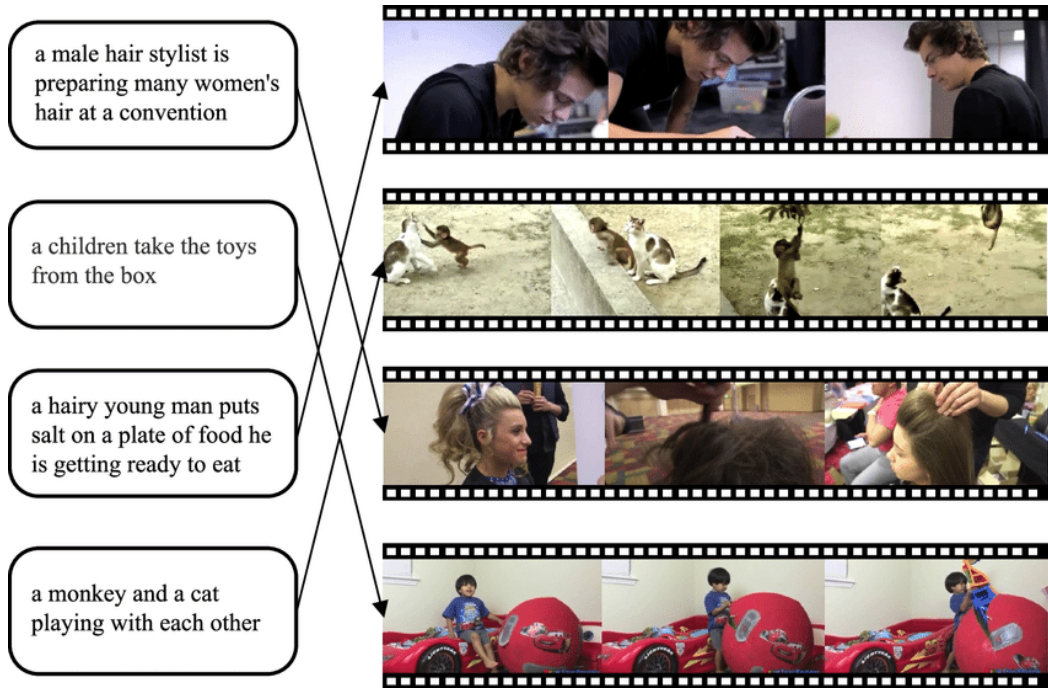 a male hair stylist is
preparing many women's
hair at a convention
a children take the toys
from the box
a hairy young man puts
salt on a plate of food he
is getting ready to eat
a monkey and a cat
playing with each other